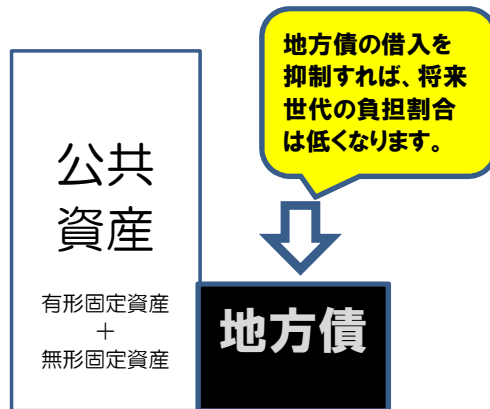 地方債の借入を
抑制すれば、将来
世代の負担割合
は低くなります。
公共
資産
有形固定資産
＋
無形固定資産
地方債